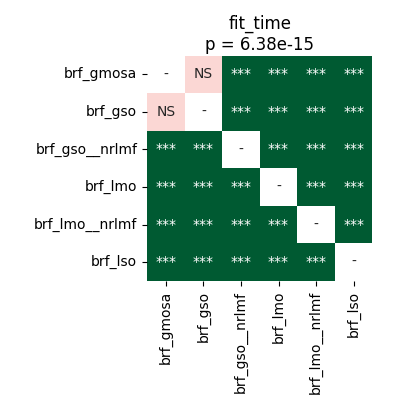 fit_time
p = 6.38e-15
brf_gmosa - NS *** *** *** ***
brf_gso NS - *** *** *** ***
brf_gso__nrlmf *** *** - *** *** ***
brf_lmo *** *** *** - *** ***
brf_lmo__nrlmf *** *** *** *** - ***
brf_lso *** *** *** *** *** -
brf_gmosa
brf_gso
brf_gso__nrlmf
brf_lmo
brf_lmo__nrlmf
brf_lso